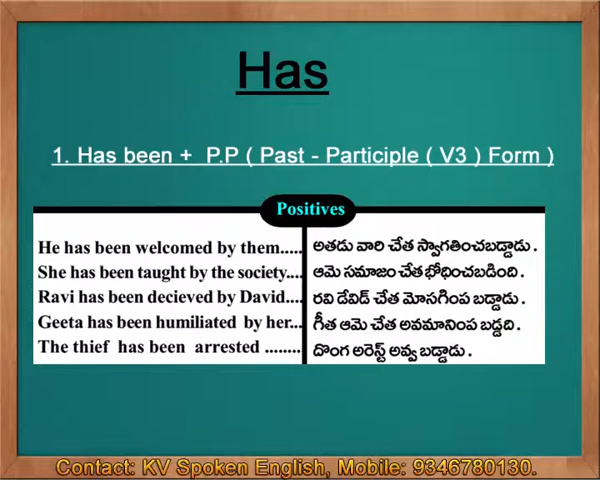 Has
1. Has been + P.P ( Past - Participle ( V3 ) Form )
Positives
He has been welcomed by them..... అతడు వారి చేత స్వాగతించబడ్డాడు.
She has been taught by the society.... ఆమె సమాజం చేత భోధించబడింది.
Ravi has been decieved by David.... రవి డేవిడ్ చేత మోసగింప బడ్డాడు.
Geeta has been humiliated by her... గీత ఆమె చేత అవమానింప బడ్డది.
The thief has been arrested ........ దొంగ అరెస్ట్ అవ్వ బడ్డాడు.
Contact: KV Spoken English, Mobile: 9346780130.